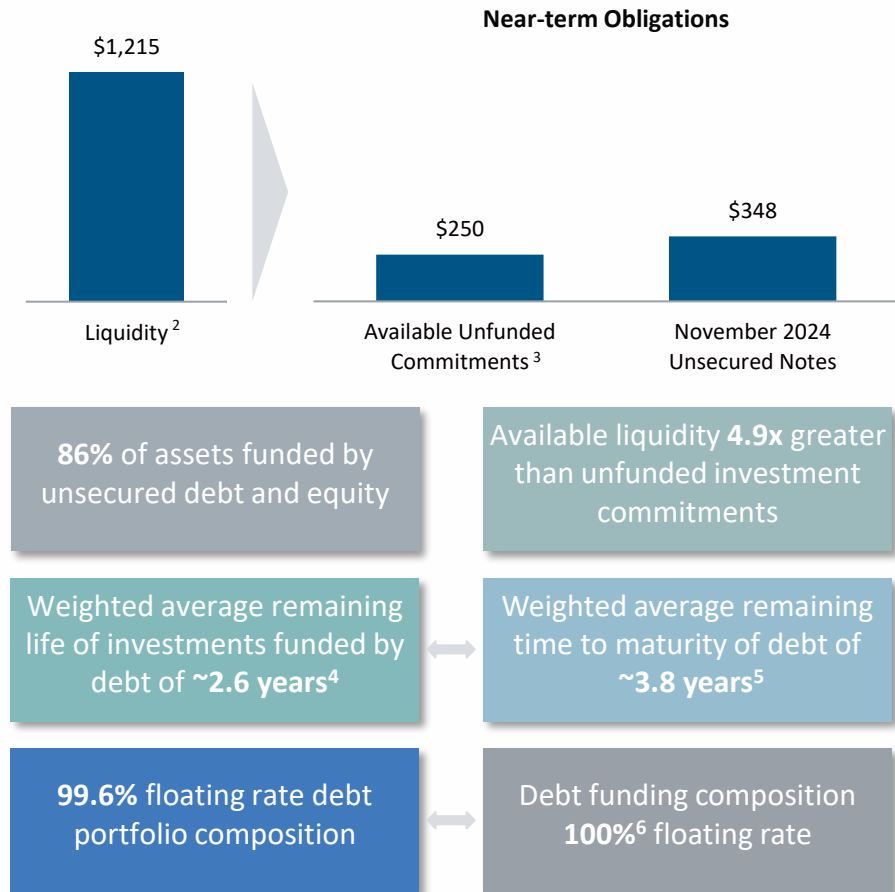 Near-term Obligations
$1,215
$250
$348
Liquidity 2
Available Unfunded
Commitments 3
November 2024
Unsecured Notes
86% of assets funded by
unsecured debt and equity
Available liquidity 4.9x greater
than unfunded investment
commitments
Weighted average remaining
life of investments funded by
debt of ~2.6 years4
Weighted average remaining
time to maturity of debt of
~3.8 years5
99.6% floating rate debt
portfolio composition
Debt funding composition
100%6 floating rate